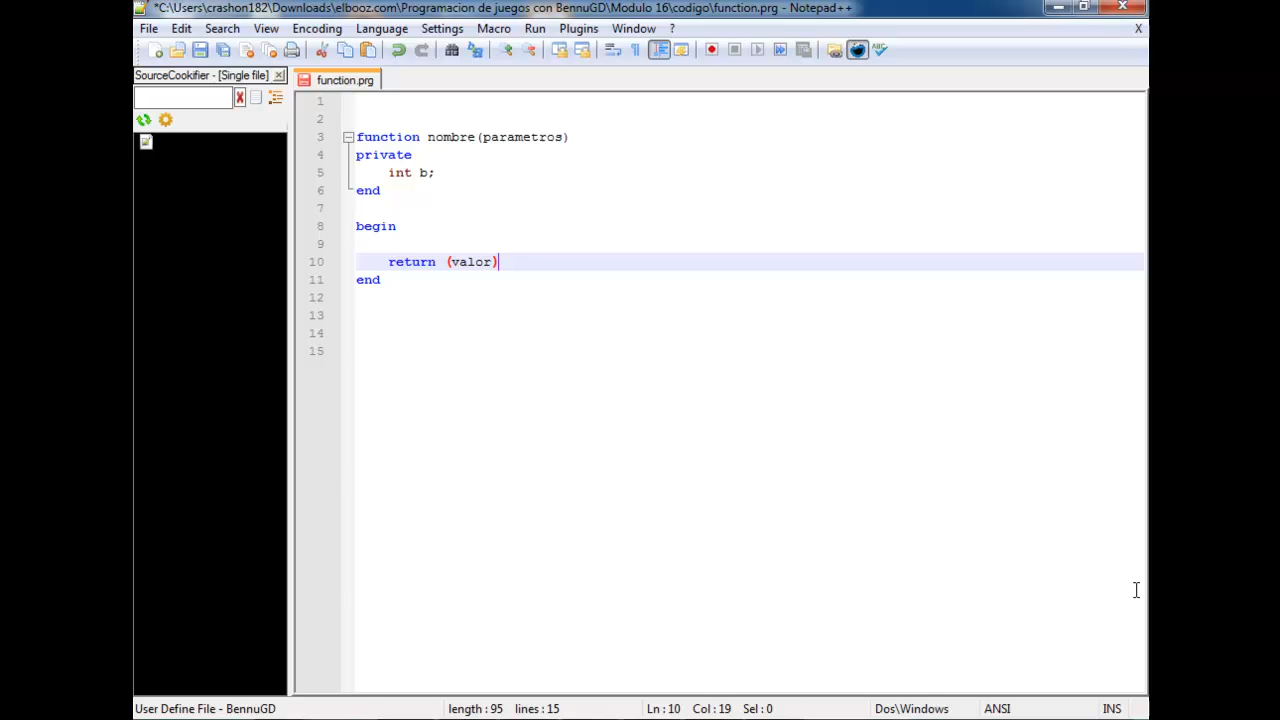 *C:\Users\crashon182\Downloads\elbooz.com\Programacion de juegos con BennuGD\Modulo 16\codigo\function.prg - Notepad++
File Edit Search View Encoding Language Settings Macro Run Plugins Window ? X
SourceCookifier - [Single file]
function.prg
1
2
3 function nombre(parametros)
4 private
5 int b;
6 end
7
8 begin
9
10 return (valor)
11 end
12
13
14
15
User Define File - BennuGD length : 95 lines : 15 Ln : 10 Col : 19 Sel : 0 Dos\Windows ANSI INS